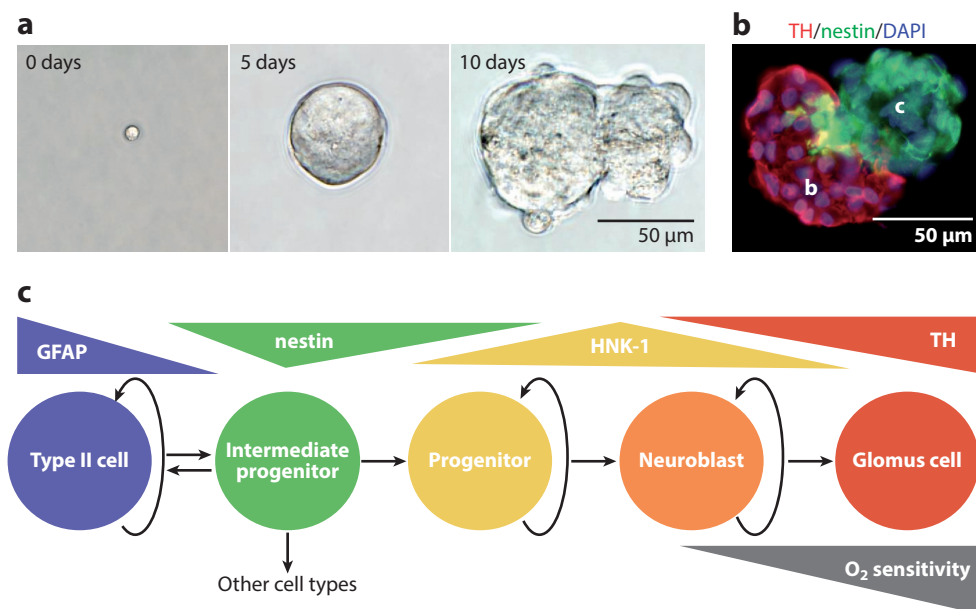 a
0 days
5 days
10 days
50 μm
b
TH/nestin/DAPI
c
b
50 μm
c
GFAP
nestin
HNK-1
TH
Type II cell
Intermediate
progenitor
Progenitor
Neuroblast
Glomus cell
Other cell types
O₂ sensitivity